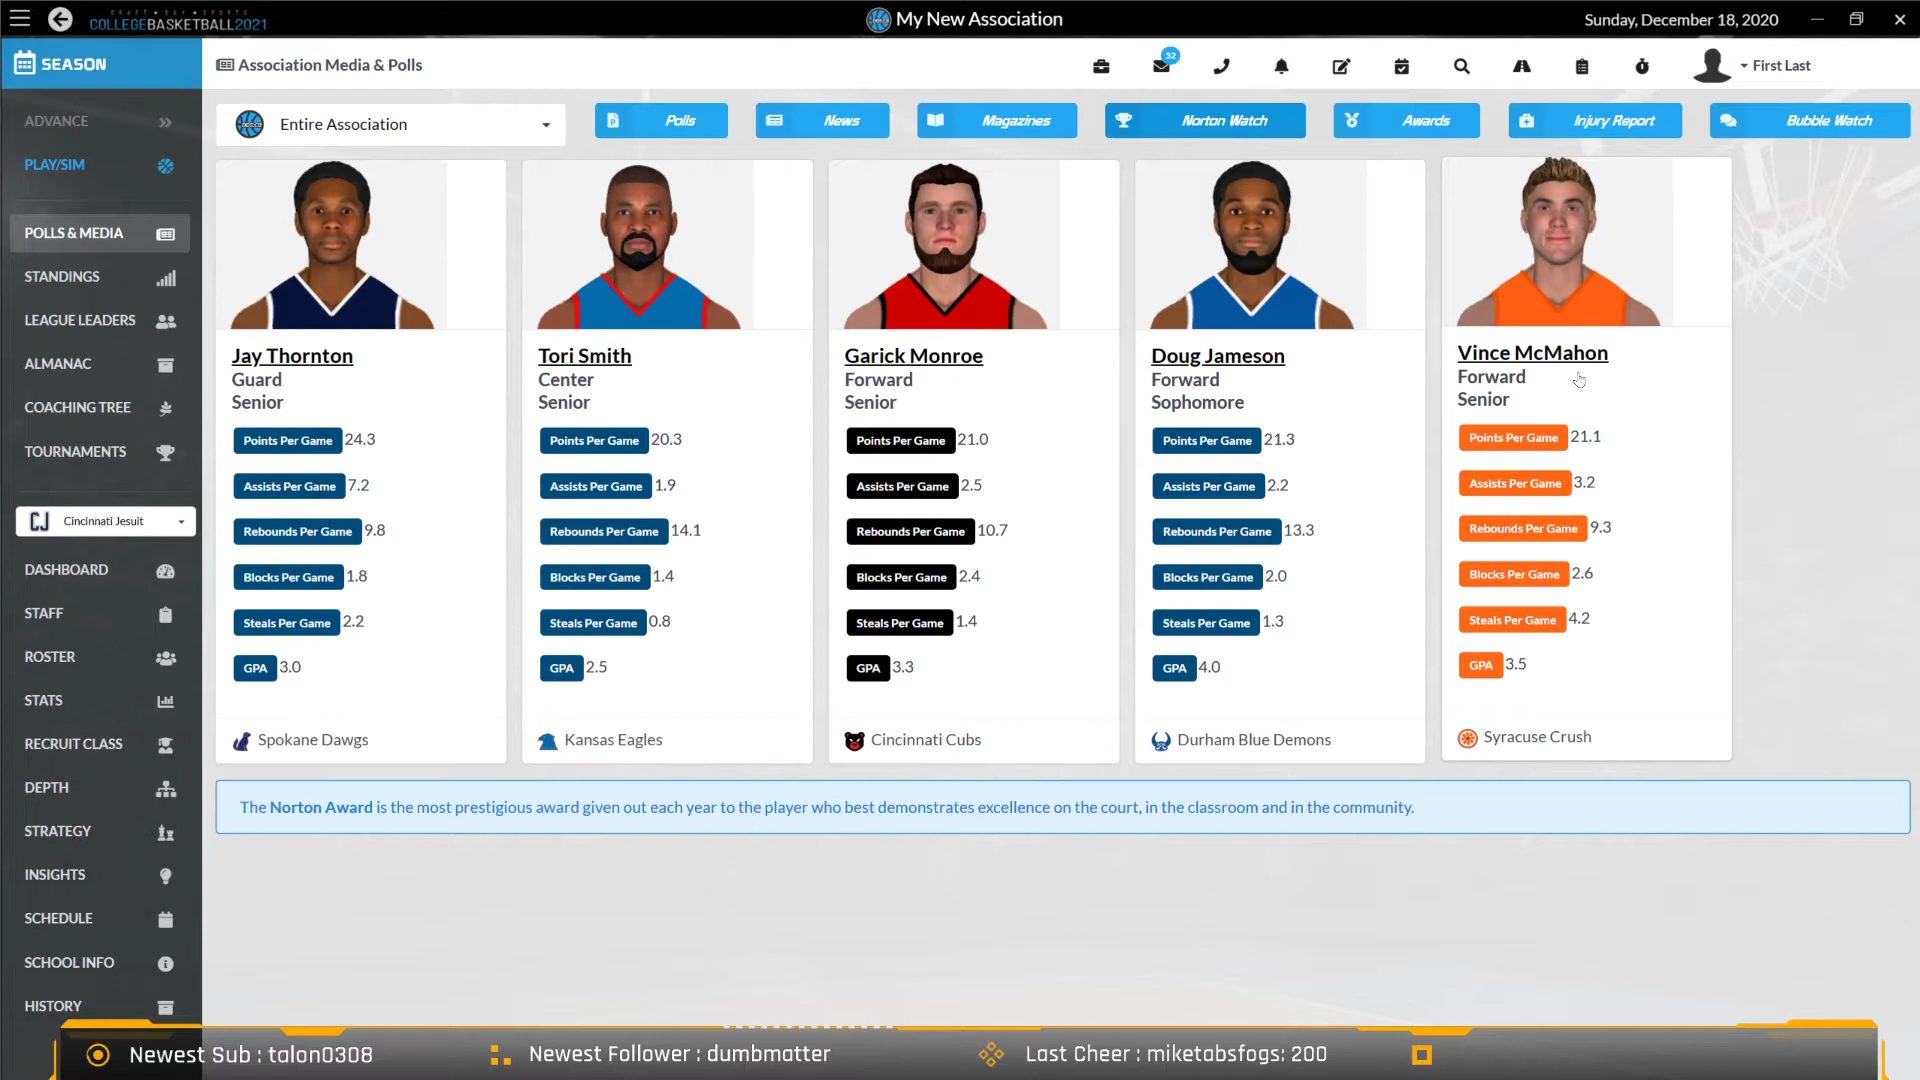 DRAFT DAY SPORTS
COLLEGEBASKETBALL2021
My New Association
Sunday, December 18, 2020
SEASON
Association Media & Polls
52
First Last
ADVANCE
PLAY/SIM
POLLS & MEDIA
STANDINGS
LEAGUE LEADERS
ALMANAC
COACHING TREE
TOURNAMENTS
CJ Cincinnati Jesuit
DASHBOARD
STAFF
ROSTER
STATS
RECRUIT CLASS
DEPTH
STRATEGY
INSIGHTS
SCHEDULE
SCHOOL INFO
HISTORY
Entire Association
Polls
News
Magazines
Norton Watch
Awards
Injury Report
Bubble Watch
Jay Thornton
Guard
Senior
Points Per Game 24.3
Assists Per Game 7.2
Rebounds Per Game 9.8
Blocks Per Game 1.8
Steals Per Game 2.2
GPA 3.0
Spokane Dawgs
Tori Smith
Center
Senior
Points Per Game 20.3
Assists Per Game 1.9
Rebounds Per Game 14.1
Blocks Per Game 1.4
Steals Per Game 0.8
GPA 2.5
Kansas Eagles
Garick Monroe
Forward
Senior
Points Per Game 21.0
Assists Per Game 2.5
Rebounds Per Game 10.7
Blocks Per Game 2.4
Steals Per Game 1.4
GPA 3.3
Cincinnati Cubs
Doug Jameson
Forward
Sophomore
Points Per Game 21.3
Assists Per Game 2.2
Rebounds Per Game 13.3
Blocks Per Game 2.0
Steals Per Game 1.3
GPA 4.0
Durham Blue Demons
Vince McMahon
Forward
Senior
Points Per Game 21.1
Assists Per Game 3.2
Rebounds Per Game 9.3
Blocks Per Game 2.6
Steals Per Game 4.2
GPA 3.5
Syracuse Crush
The Norton Award is the most prestigious award given out each year to the player who best demonstrates excellence on the court, in the classroom and in the community.
Newest Sub : talon0308
Newest Follower : dumbmatter
Last Cheer : miketabsfogs: 200